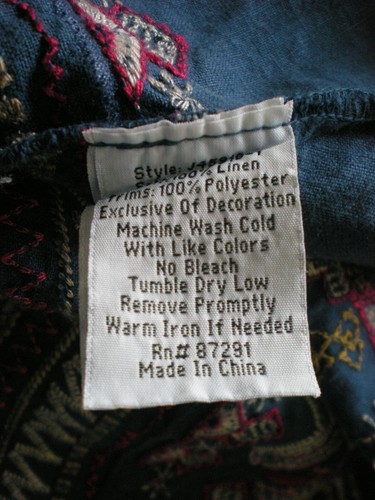 Style:
100% Linen
Trims: 100% Polyester
Exclusive Of Decoration
Machine Wash Cold
With Like Colors
No Bleach
Tumble Dry Low
Remove Promptly
Warm Iron If Needed
Rn# 87291
Made In China